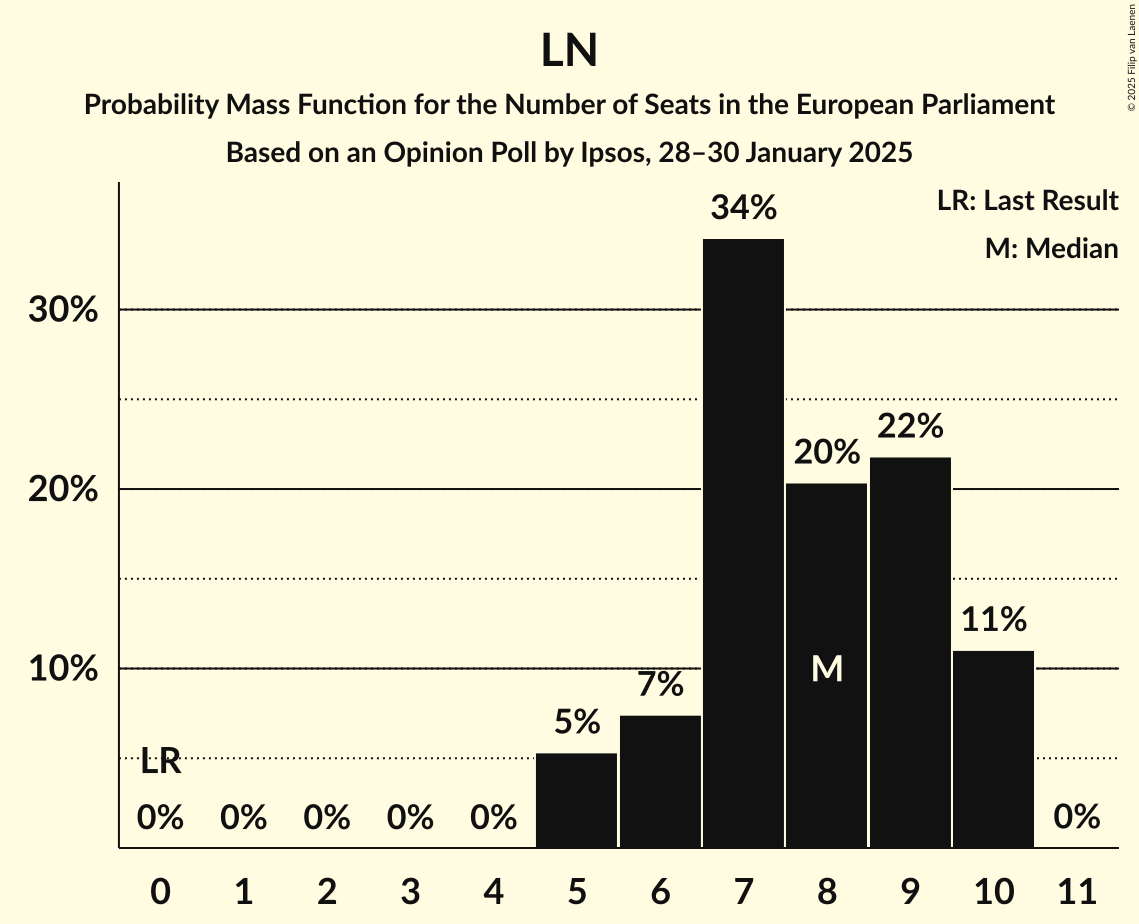 LN
Probability Mass Function for the Number of Seats in the European Parliament
Based on an Opinion Poll by Ipsos, 28–30 January 2025
© 2025 Filip van Laenen
LR: Last Result
M: Median
34%
30%
22%
20%
20%
11%
10%
7%
M
5%
LR
0% 0% 0% 0% 0% 0%
0 1 2 3 4 5 6 7 8 9 10 11